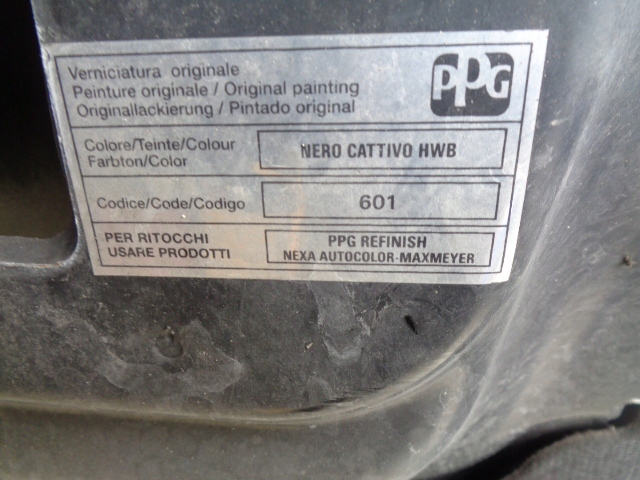 Verniciatura originale
Peinture originale / Original painting
Originallackierung / Pintado original
PPG
Colore/Teinte/Colour
Farbton/Color
NERO CATTIVO HWB
Codice/Code/Codigo
601
PER RITOCCHI
USARE PRODOTTI
PPG REFINISH
NEXA AUTOCOLOR-MAXMEYER